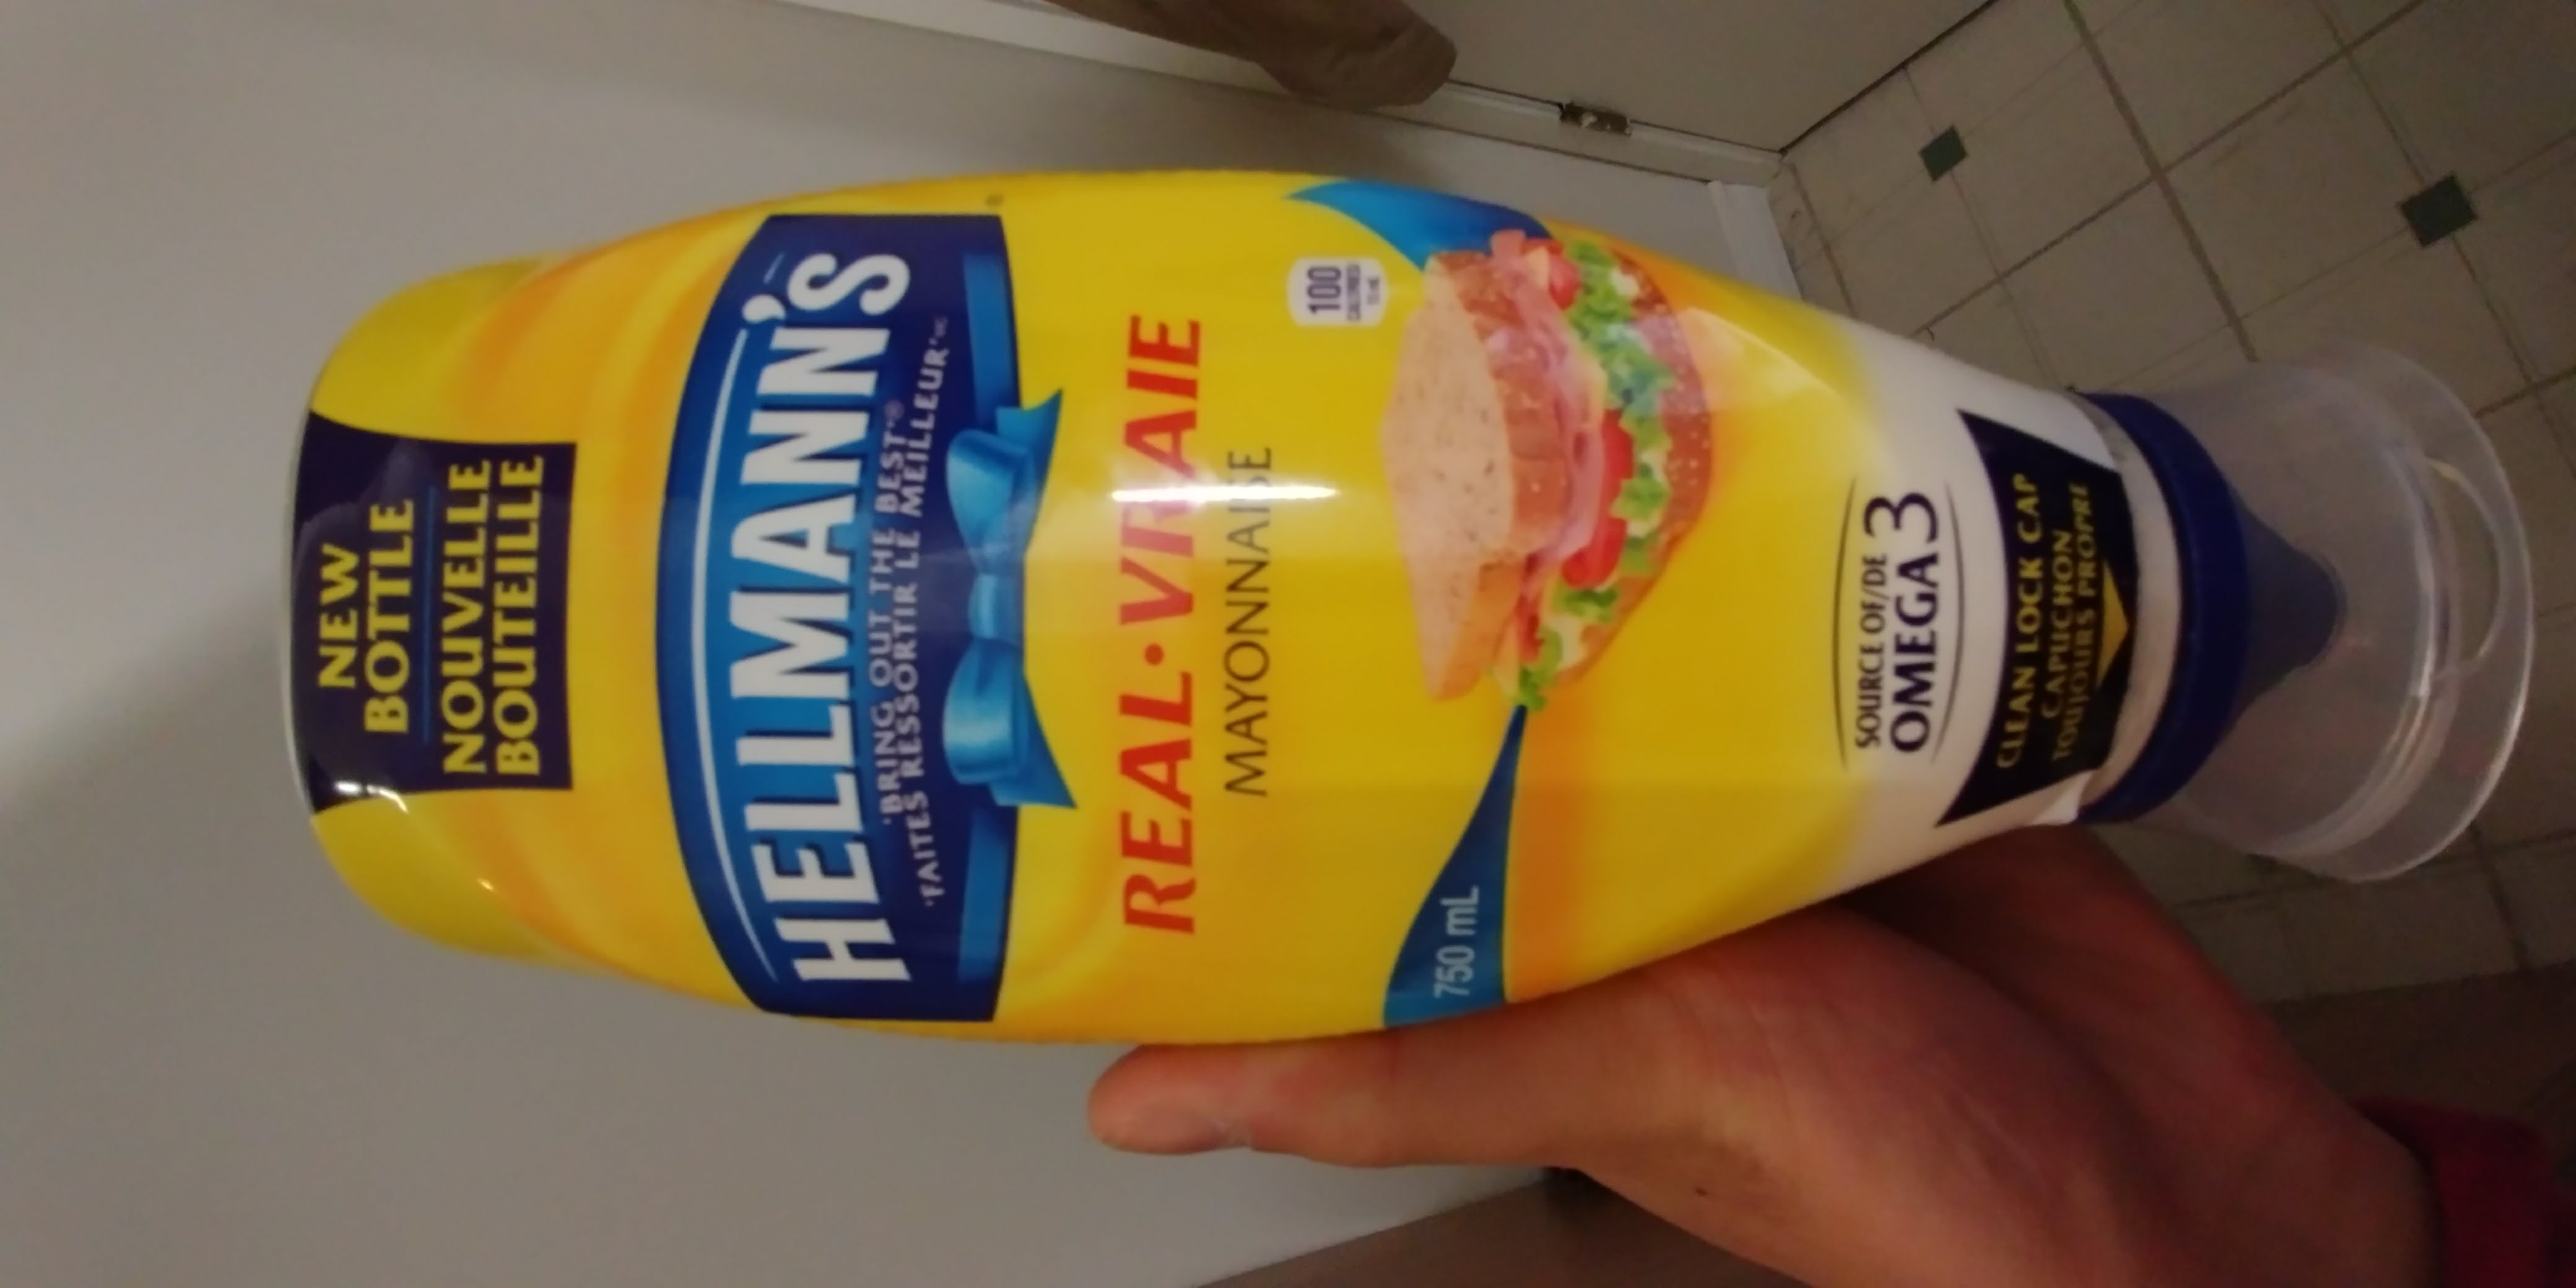 NEW
BOTTLE
NOUVELLE
BOUTEILLE
HELLMANN'S
'BRING OUT THE BEST'®
'FAITES RESSORTIR LE MEILLEUR'
REAL•VRAIE
MAYONNAISE
100
CALORIES/
750 mL
SOURCE OF/DE
OMEGA 3
CLEAN LOCK CAP
CAPUCHON
TOUJOURS PROPRE